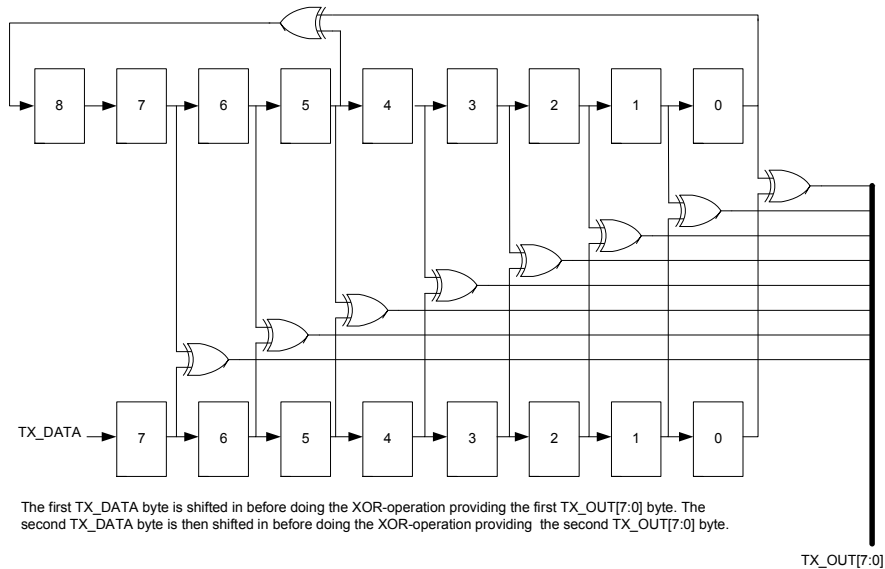 8 7 6 5 4 3 2 1 0
TX_DATA 7 6 5 4 3 2 1 0
The first TX_DATA byte is shifted in before doing the XOR-operation providing the first TX_OUT[7:0] byte. The
second TX_DATA byte is then shifted in before doing the XOR-operation providing the second TX_OUT[7:0] byte.
TX_OUT[7:0]